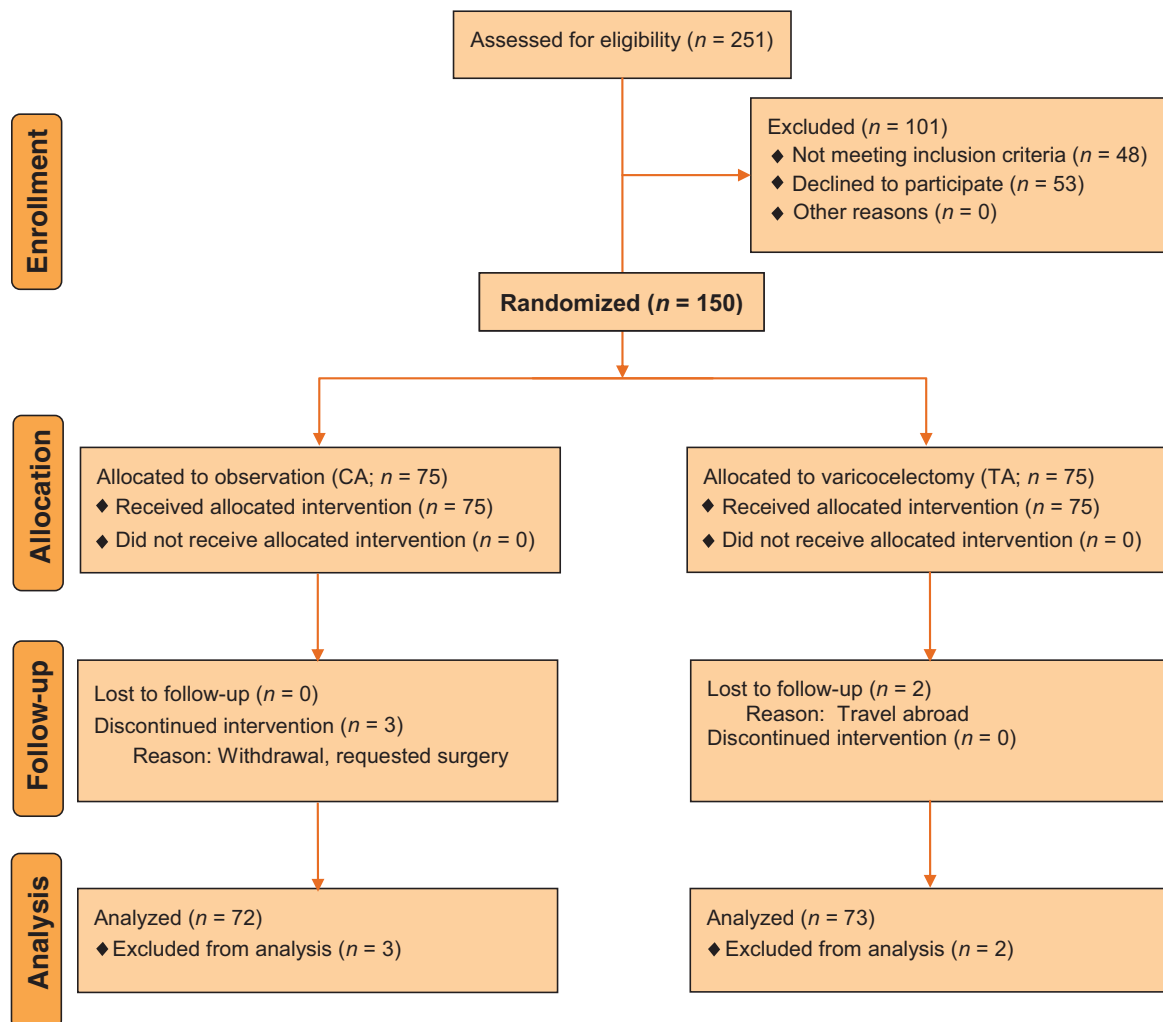 Assessed for eligibility (n = 251)
Enrollment
Excluded (n = 101)
♦ Not meeting inclusion criteria (n = 48)
♦ Declined to participate (n = 53)
♦ Other reasons (n = 0)
Randomized (n = 150)
Allocation
Allocated to observation (CA; n = 75)
♦ Received allocated intervention (n = 75)
♦ Did not receive allocated intervention (n = 0)
Allocated to varicocelectomy (TA; n = 75)
♦ Received allocated intervention (n = 75)
♦ Did not receive allocated intervention (n = 0)
Follow-up
Lost to follow-up (n = 0)
Discontinued intervention (n = 3)
Reason: Withdrawal, requested surgery
Lost to follow-up (n = 2)
Reason: Travel abroad
Discontinued intervention (n = 0)
Analysis
Analyzed (n = 72)
♦ Excluded from analysis (n = 3)
Analyzed (n = 73)
♦ Excluded from analysis (n = 2)